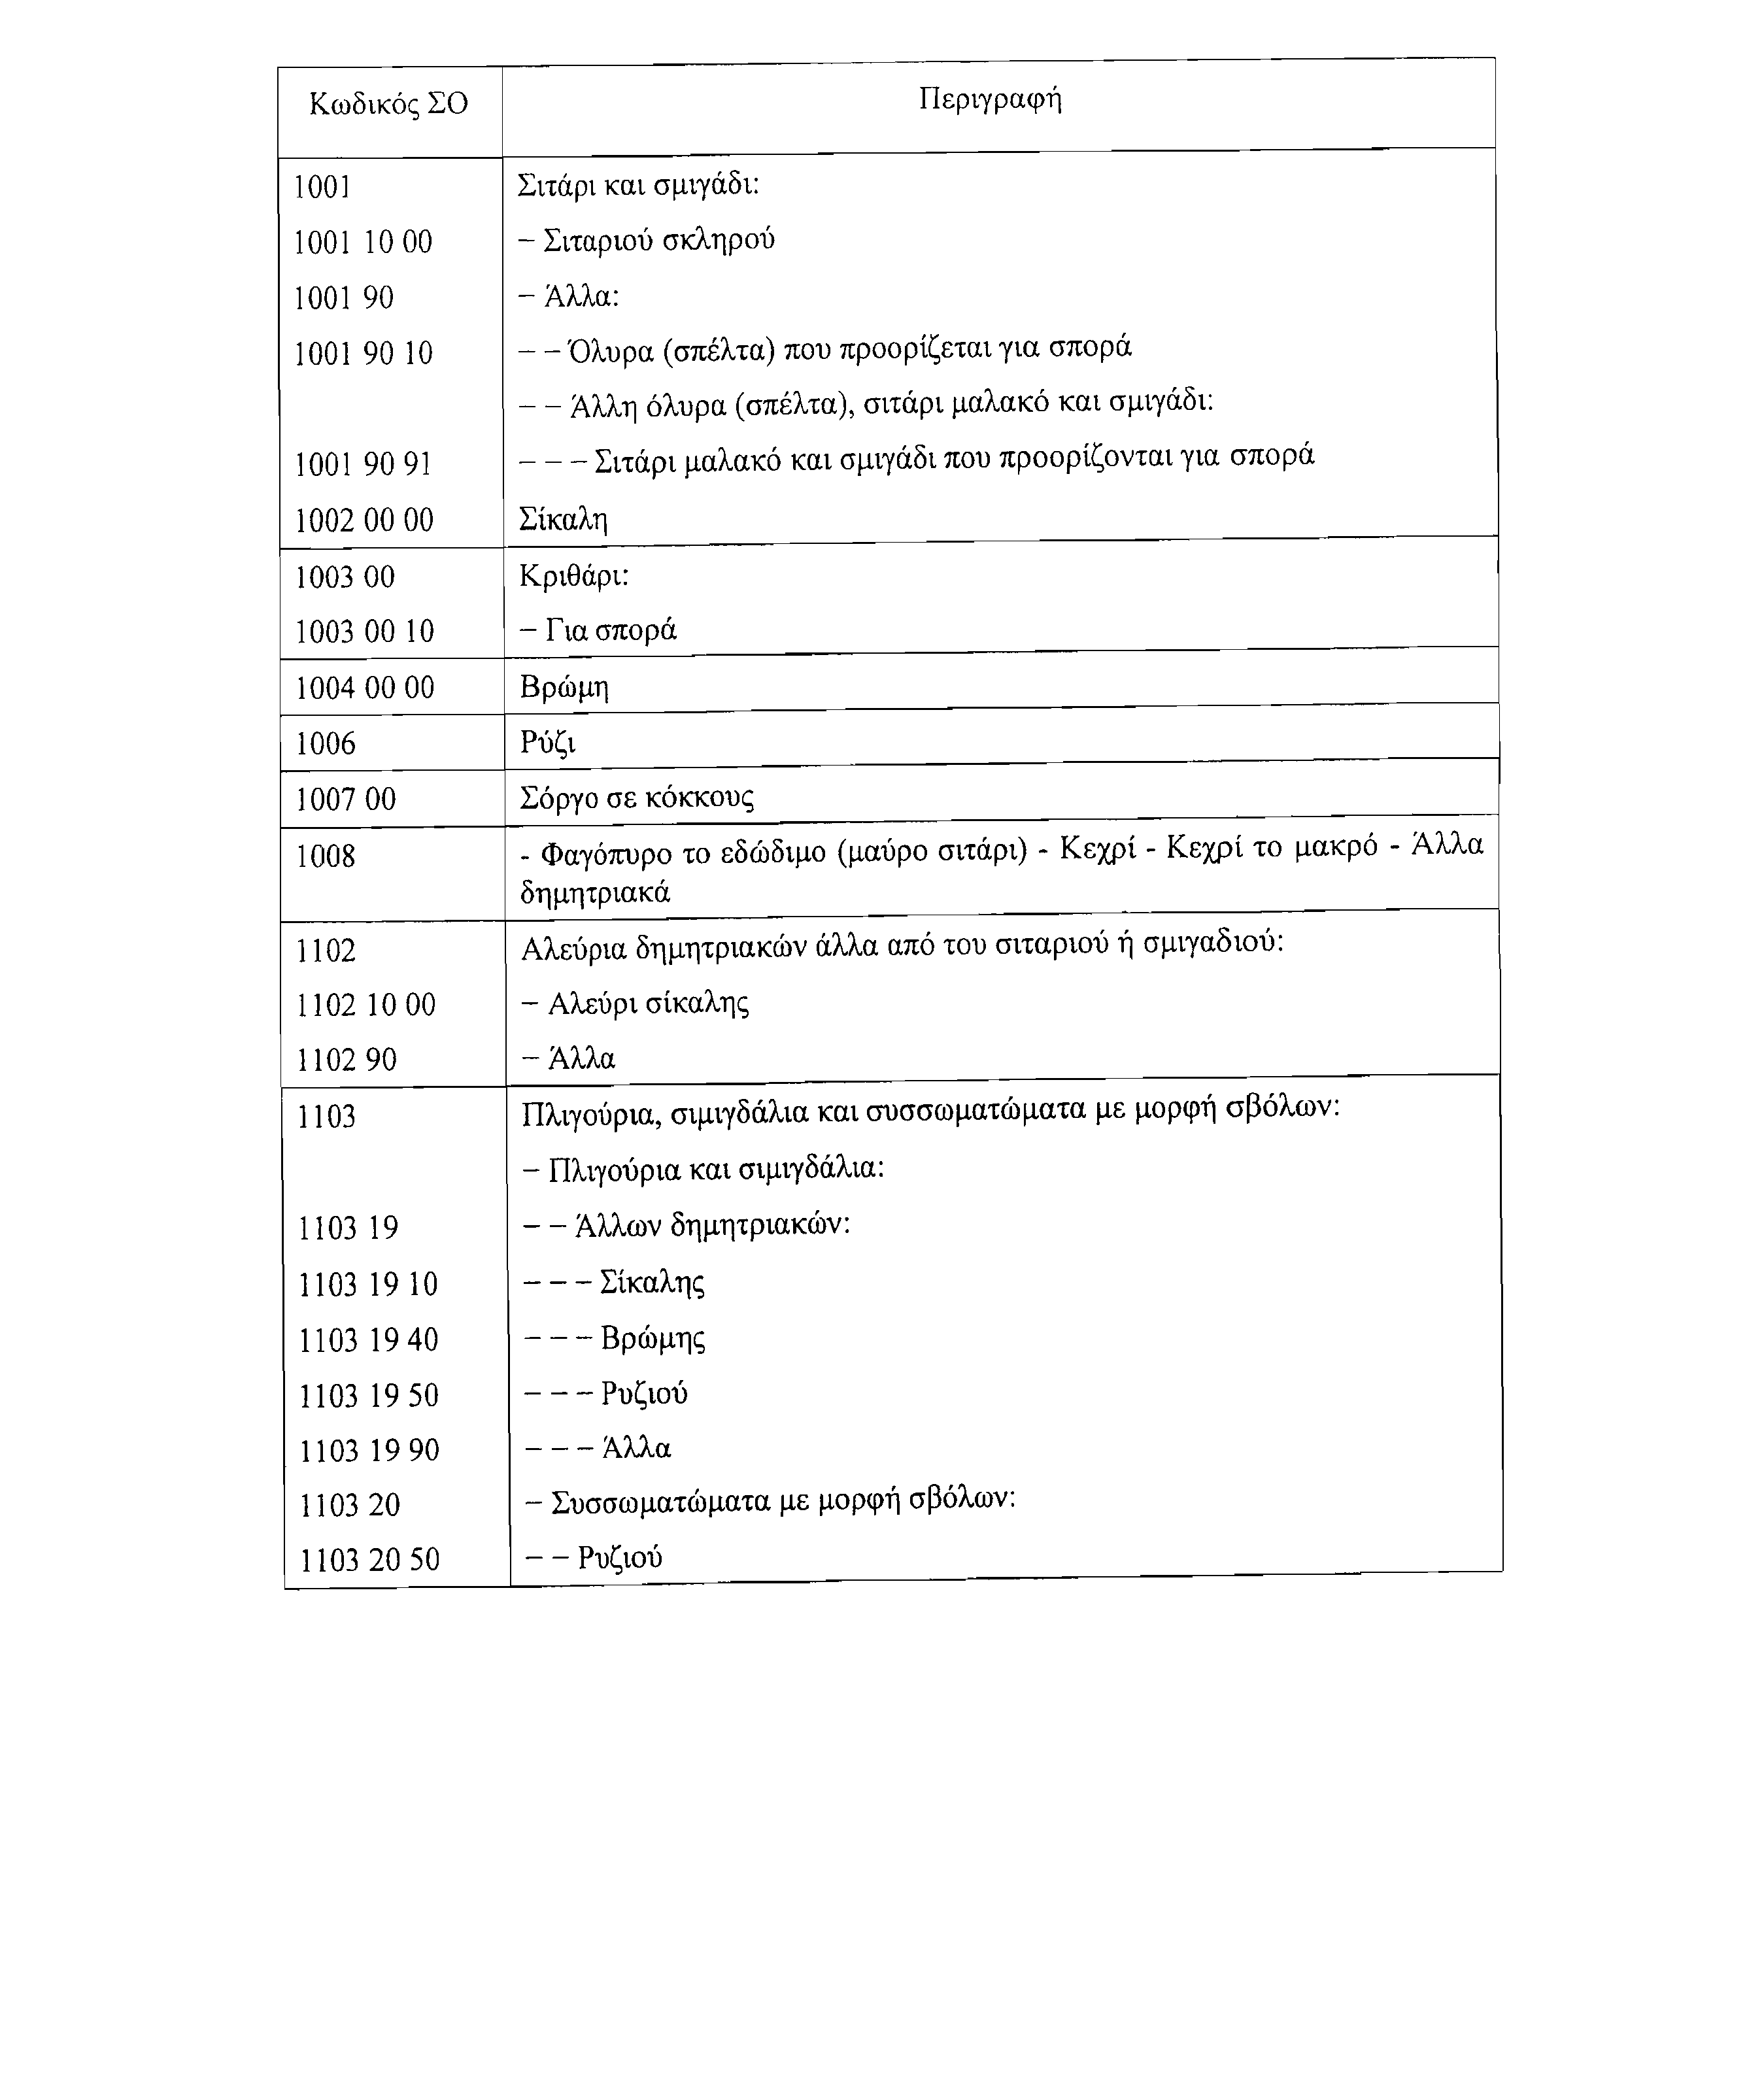 Κωδικός ΣΟ Περιγραφή
1001 Σιτάρι και σμιγάδι:
1001 10 00 – Σιταριού σκληρού
1001 90 – Άλλα:
1001 90 10 – – Όλυρα (σπέλτα) που προορίζεται για σπορά
– – Άλλη όλυρα (σπέλτα), σιτάρι μαλακό και σμιγάδι:
1001 90 91 – – – Σιτάρι μαλακό και σμιγάδι που προορίζονται για σπορά
1002 00 00 Σίκαλη
1003 00 Κριθάρι:
1003 00 10 – Για σπορά
1004 00 00 Βρώμη
1006 Ρύζι
1007 00 Σόργο σε κόκκους
1008 - Φαγόπυρο το εδώδιμο (μαύρο σιτάρι) - Κεχρί - Κεχρί το μακρό - Άλλα
δημητριακά
1102 Αλεύρια δημητριακών άλλα από του σιταριού ή σμιγαδιού:
1102 10 00 – Αλεύρι σίκαλης
1102 90 – Άλλα
1103 Πλιγούρια, σιμιγδάλια και συσσωματώματα με μορφή σβόλων:
– Πλιγούρια και σιμιγδάλια:
1103 19 – – Άλλων δημητριακών:
1103 19 10 – – – Σίκαλης
1103 19 40 – – – Βρώμης
1103 19 50 – – – Ρυζιού
1103 19 90 – – – Άλλα
1103 20 – Συσσωματώματα με μορφή σβόλων:
1103 20 50 – – Ρυζιού